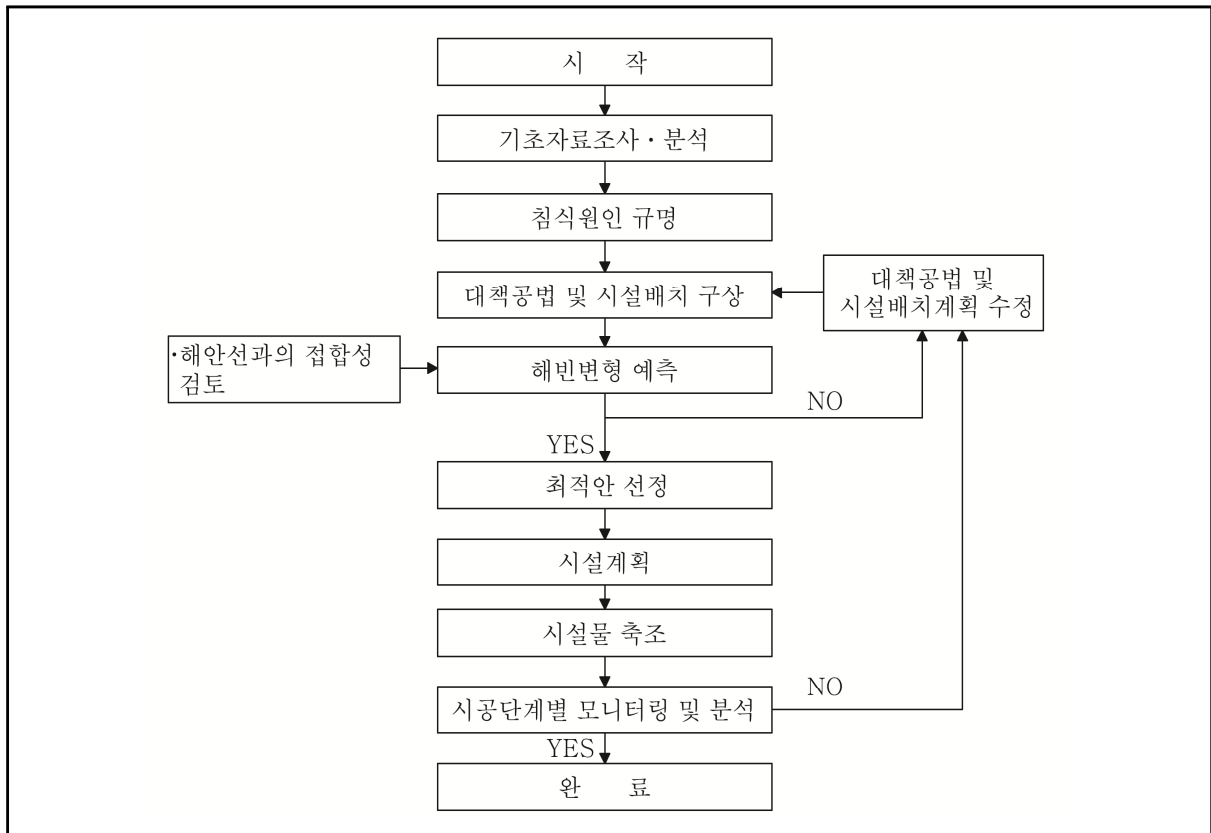 시 작
기초자료조사·분석
침식원인 규명
대책공법 및 시설배치 구상
대책공법 및
시설배치계획 수정
·해안선과의 접합성
검토
해빈변형 예측
NO
YES
최적안 선정
시설계획
시설물 축조
시공단계별 모니터링 및 분석
NO
YES
완 료